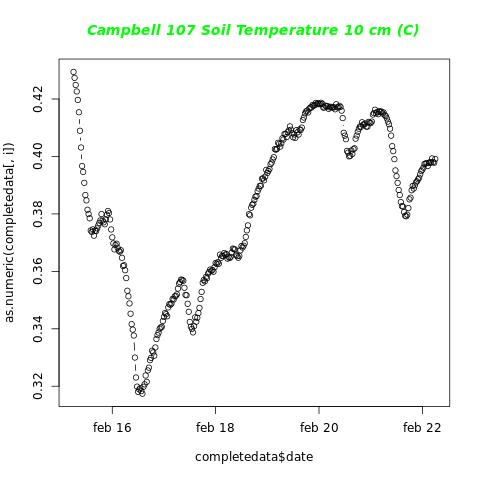 Campbell 107 Soil Temperature 10 cm (C)
as.numeric(completedata[, i])
0.42
0.40
0.38
0.36
0.34
0.32
feb 16 feb 18 feb 20 feb 22
completedata$date